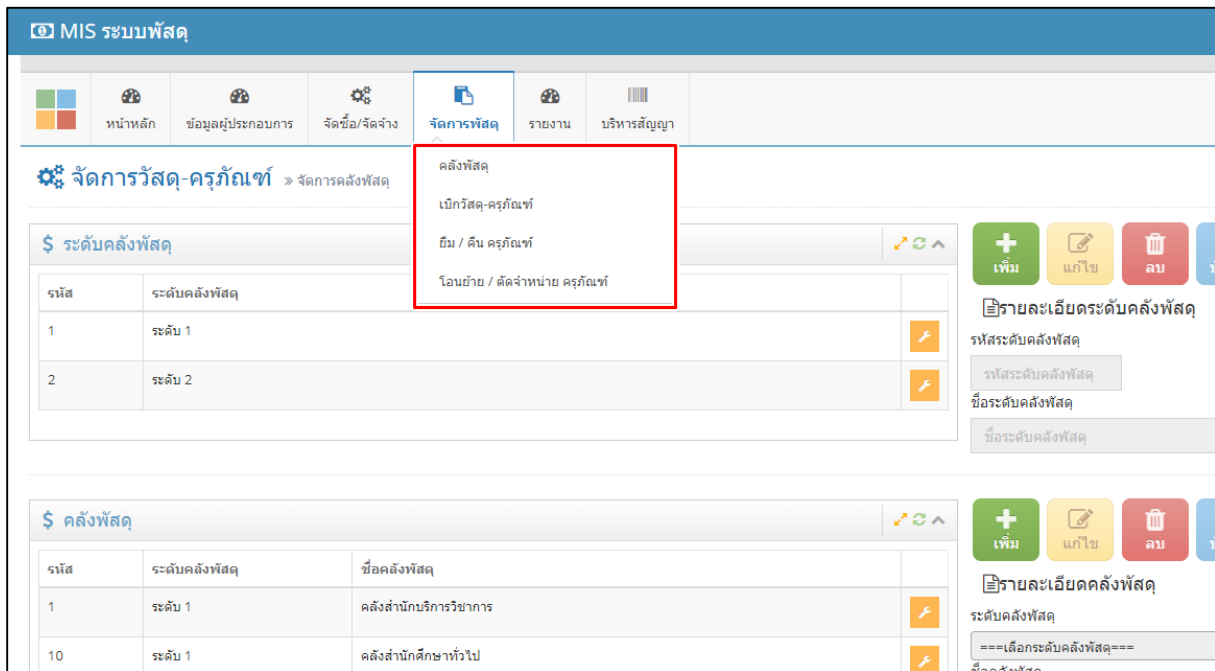 MIS ระบบพัสดุ
หน้าหลัก ข้อมูลผู้ประกอบการ จัดซื้อ/จัดจ้าง จัดการพัสดุ รายงาน บริหารสัญญา
คลังพัสดุ
เบิกวัสดุ-ครุภัณฑ์
ยืม / คืน ครุภัณฑ์
โอนย้าย / ตัดจำหน่าย ครุภัณฑ์
จัดการวัสดุ-ครุภัณฑ์ » จัดการคลังพัสดุ
$ ระดับคลังพัสดุ
รหัส ระดับคลังพัสดุ
1 ระดับ 1
2 ระดับ 2
เพิ่ม แก้ไข ลบ
รายละเอียดระดับคลังพัสดุ
รหัสระดับคลังพัสดุ
รหัสระดับคลังพัสดุ
ชื่อระดับคลังพัสดุ
ชื่อระดับคลังพัสดุ
$ คลังพัสดุ
รหัส ระดับคลังพัสดุ ชื่อคลังพัสดุ
1 ระดับ 1 คลังสำนักบริการวิชาการ
10 ระดับ 1 คลังสำนักศึกษาทั่วไป
เพิ่ม แก้ไข ลบ
รายละเอียดคลังพัสดุ
ระดับคลังพัสดุ
===เลือกระดับคลังพัสดุ===
ชื่อคลังพัสดุ